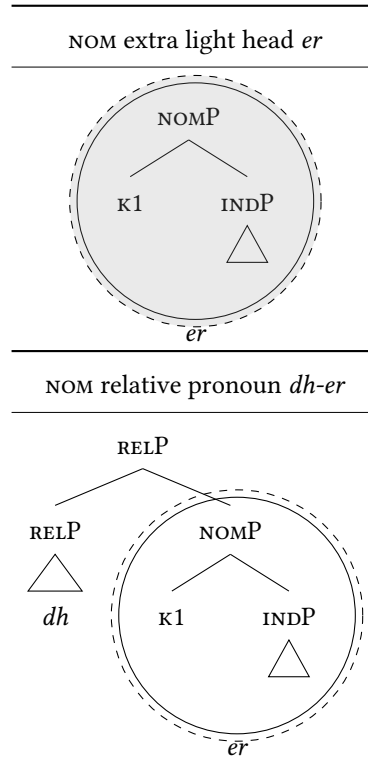 NOM extra light head er
NOMP
K1 INDP
er
NOM relative pronoun dh-er
RELP
RELP NOMP
dh K1 INDP
er